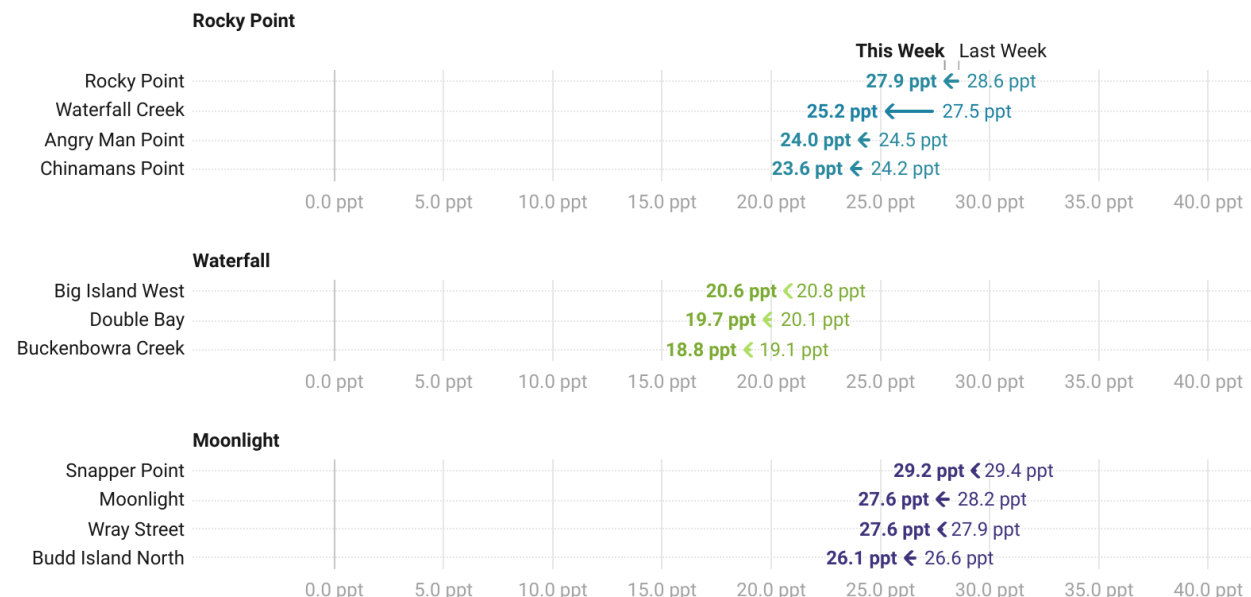 Rocky Point
This Week Last Week
Rocky Point 27.9 ppt 28.6 ppt
Waterfall Creek 25.2 ppt 27.5 ppt
Angry Man Point 24.0 ppt 24.5 ppt
Chinamans Point 23.6 ppt 24.2 ppt
0.0 ppt 5.0 ppt 10.0 ppt 15.0 ppt 20.0 ppt 25.0 ppt 30.0 ppt 35.0 ppt 40.0 ppt
Waterfall
Big Island West 20.6 ppt 20.8 ppt
Double Bay 19.7 ppt 20.1 ppt
Buckenbowra Creek 18.8 ppt 19.1 ppt
0.0 ppt 5.0 ppt 10.0 ppt 15.0 ppt 20.0 ppt 25.0 ppt 30.0 ppt 35.0 ppt 40.0 ppt
Moonlight
Snapper Point 29.2 ppt 29.4 ppt
Moonlight 27.6 ppt 28.2 ppt
Wray Street 27.6 ppt 27.9 ppt
Budd Island North 26.1 ppt 26.6 ppt
0.0 ppt 5.0 ppt 10.0 ppt 15.0 ppt 20.0 ppt 25.0 ppt 30.0 ppt 35.0 ppt 40.0 ppt